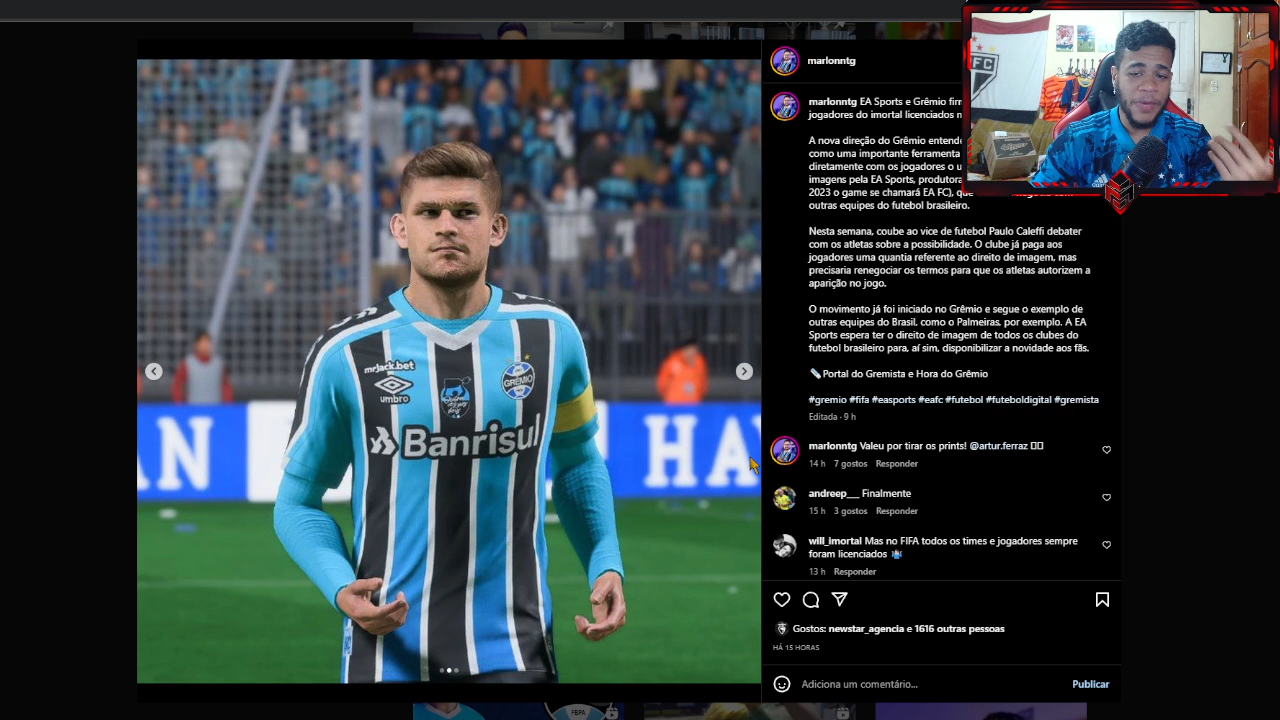 marlonntg
marlonntg EA Sports e Grêmio
jogadores do imortal licenciados
A nova direção do Grêmio
como uma importante ferramenta
diretamente com os jogadores o
imagens pela EA Sports,
2023 o game se chamará EA FC),
outras equipes do futebol brasileiro.
Nesta semana, coube ao vice de futebol Paulo Caleffi debater
com os atletas sobre a possibilidade. O clube já paga aos
jogadores uma quantia referente ao direito de imagem, mas
precisaria renegociar os termos para que os atletas autorizem a
aparição no jogo.
O movimento já foi iniciado no Grêmio e segue o exemplo de
outras equipes do Brasil, como o Palmeiras, por exemplo. A EA
Sports espera ter o direito de imagem de todos os clubes do
futebol brasileiro para, aí sim, disponibilizar a novidade aos fãs.
Portal do Gremista e Hora do Grêmio
#gremio #fifa #easports #eafc #futebol #futeboldigital #gremista
Editada · 9 h
marlonntg Valeu por tirar os prints! @artur.ferraz
14 h 7 gostos Responder
andreep___ Finalmente
15 h 3 gostos Responder
will_imortal Mas no FIFA todos os times e jogadores sempre
foram licenciados
13 h Responder
Gostos: newstar_agencia e 1616 outras pessoas
HÁ 15 HORAS
Adiciona um comentário... Publicar
mrjack.bet
umbro
GRÊMIO
Banrisul
AN
HA
FC
adidas
FBPA